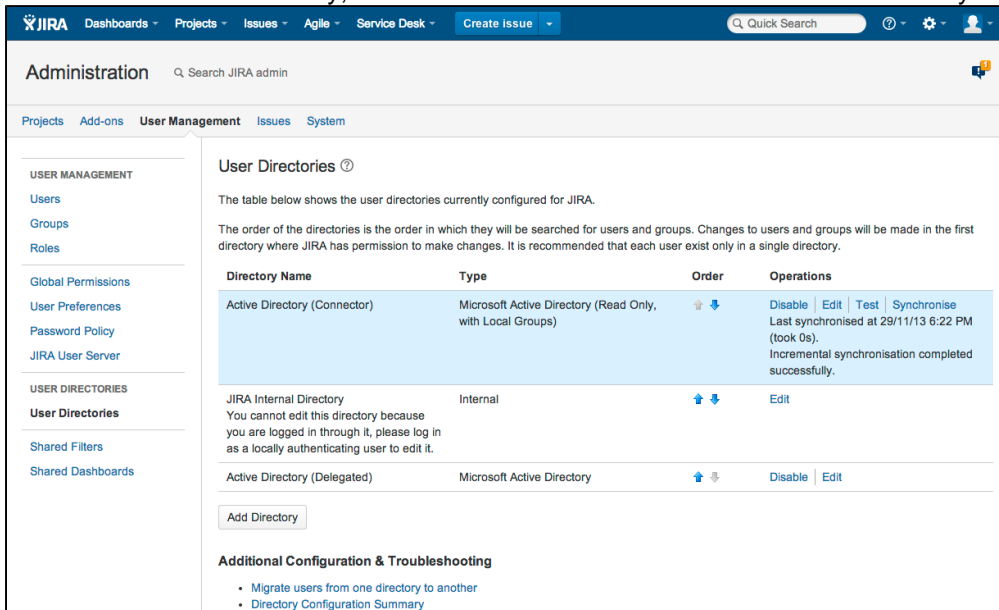 JIRA Dashboards Projects Issues Agile Service Desk Create issue Quick Search
Administration Search JIRA admin
Projects Add-ons User Management Issues System
USER MANAGEMENT
Users
Groups
Roles
Global Permissions
User Preferences
Password Policy
JIRA User Server
USER DIRECTORIES
User Directories
Shared Filters
Shared Dashboards
User Directories
The table below shows the user directories currently configured for JIRA.
The order of the directories is the order in which they will be searched for users and groups. Changes to users and groups will be made in the first
directory where JIRA has permission to make changes. It is recommended that each user exist only in a single directory.
Directory Name Type Order Operations
Active Directory (Connector) Microsoft Active Directory (Read Only, Disable Edit Test Synchronise
with Local Groups) Last synchronised at 29/11/13 6:22 PM
(took 0s).
Incremental synchronisation completed
successfully.
JIRA Internal Directory Internal Edit
You cannot edit this directory because
you are logged in through it, please log in
as a locally authenticating user to edit it.
Active Directory (Delegated) Microsoft Active Directory Disable Edit
Add Directory
Additional Configuration & Troubleshooting
• Migrate users from one directory to another
• Directory Configuration Summary